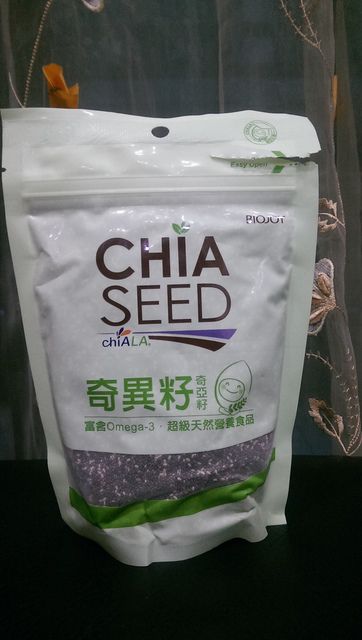 Easy Open
BIOJOY
CHIA
SEED
chiALA®
奇異籽
奇亞籽
富含Omega-3．超級天然營養食品